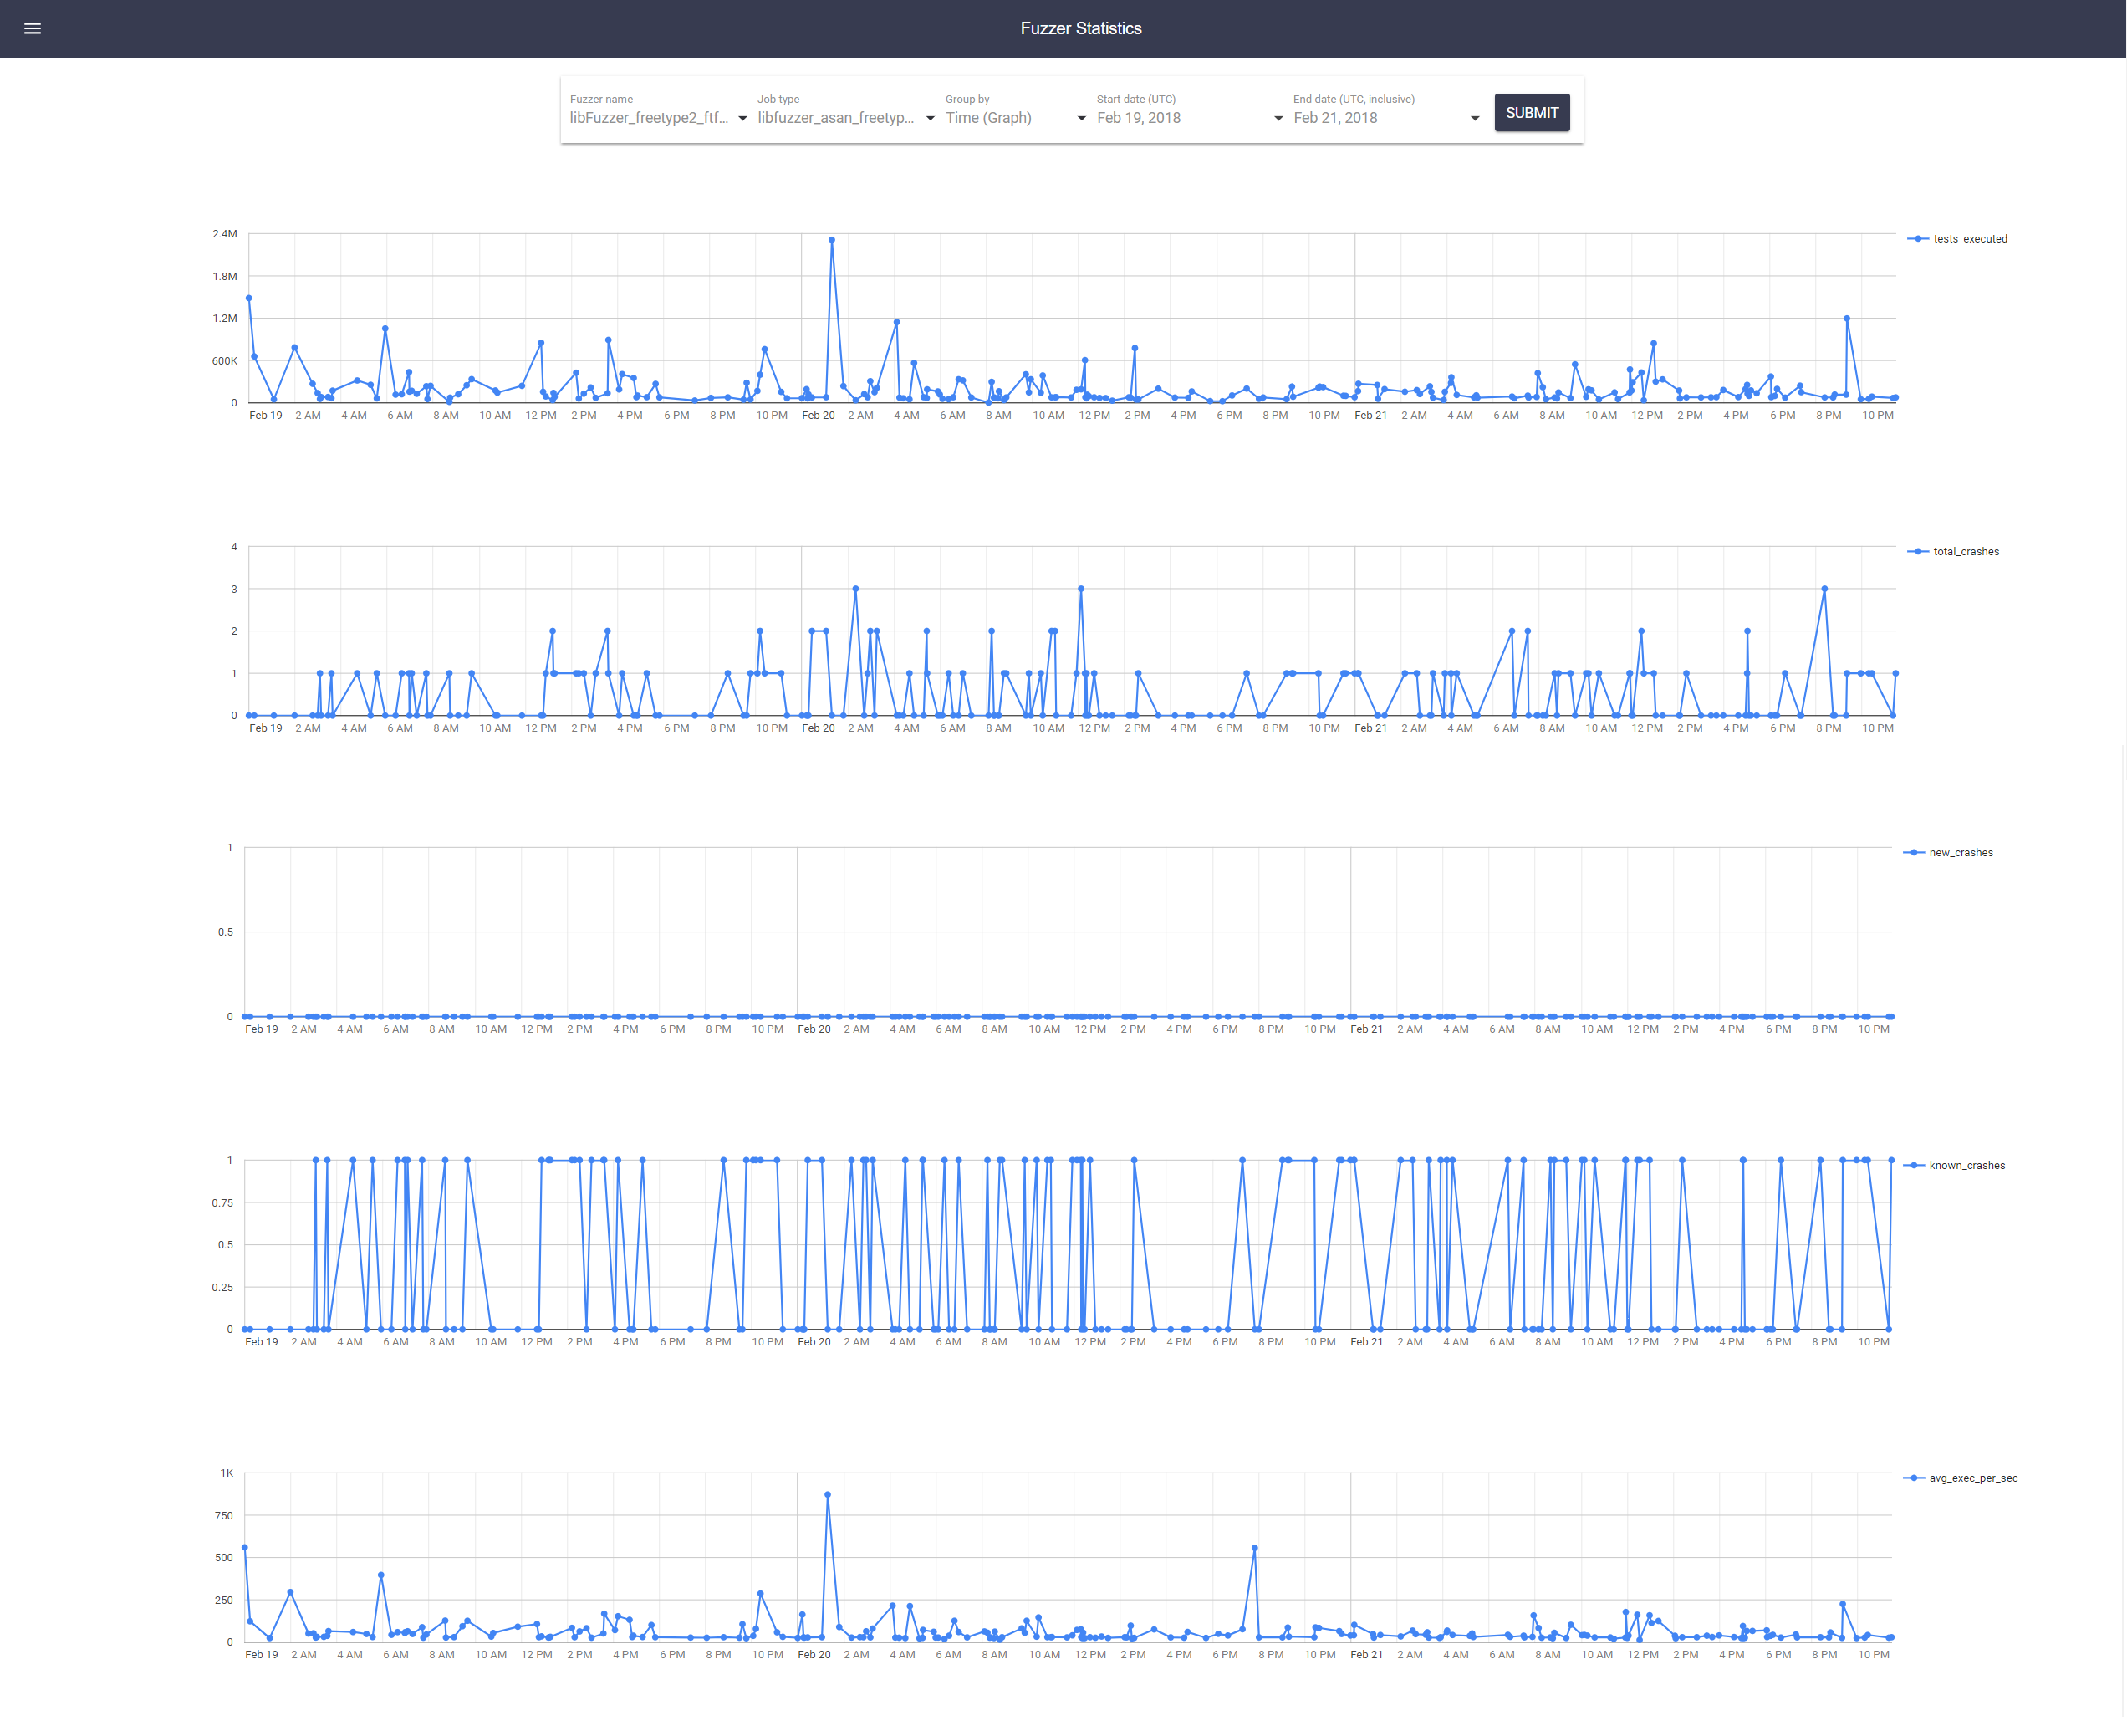 Fuzzer Statistics
Fuzzer name Job type Group by Start date (UTC) End date (UTC, inclusive)
libFuzzer_freetype2_ftf... libfuzzer_asan_freetyp... Time (Graph) Feb 19, 2018 Feb 21, 2018 SUBMIT
2.4M
tests_executed
1.8M
1.2M
600K
0
Feb 19 2 AM 4 AM 6 AM 8 AM 10 AM 12 PM 2 PM 4 PM 6 PM 8 PM 10 PM Feb 20 2 AM 4 AM 6 AM 8 AM 10 AM 12 PM 2 PM 4 PM 6 PM 8 PM 10 PM Feb 21 2 AM 4 AM 6 AM 8 AM 10 AM 12 PM 2 PM 4 PM 6 PM 8 PM 10 PM
4
total_crashes
3
2
1
0
Feb 19 2 AM 4 AM 6 AM 8 AM 10 AM 12 PM 2 PM 4 PM 6 PM 8 PM 10 PM Feb 20 2 AM 4 AM 6 AM 8 AM 10 AM 12 PM 2 PM 4 PM 6 PM 8 PM 10 PM Feb 21 2 AM 4 AM 6 AM 8 AM 10 AM 12 PM 2 PM 4 PM 6 PM 8 PM 10 PM
1
new_crashes
0.5
0
Feb 19 2 AM 4 AM 6 AM 8 AM 10 AM 12 PM 2 PM 4 PM 6 PM 8 PM 10 PM Feb 20 2 AM 4 AM 6 AM 8 AM 10 AM 12 PM 2 PM 4 PM 6 PM 8 PM 10 PM Feb 21 2 AM 4 AM 6 AM 8 AM 10 AM 12 PM 2 PM 4 PM 6 PM 8 PM 10 PM
1
known_crashes
0.75
0.5
0.25
0
Feb 19 2 AM 4 AM 6 AM 8 AM 10 AM 12 PM 2 PM 4 PM 6 PM 8 PM 10 PM Feb 20 2 AM 4 AM 6 AM 8 AM 10 AM 12 PM 2 PM 4 PM 6 PM 8 PM 10 PM Feb 21 2 AM 4 AM 6 AM 8 AM 10 AM 12 PM 2 PM 4 PM 6 PM 8 PM 10 PM
1K
avg_exec_per_sec
750
500
250
0
Feb 19 2 AM 4 AM 6 AM 8 AM 10 AM 12 PM 2 PM 4 PM 6 PM 8 PM 10 PM Feb 20 2 AM 4 AM 6 AM 8 AM 10 AM 12 PM 2 PM 4 PM 6 PM 8 PM 10 PM Feb 21 2 AM 4 AM 6 AM 8 AM 10 AM 12 PM 2 PM 4 PM 6 PM 8 PM 10 PM